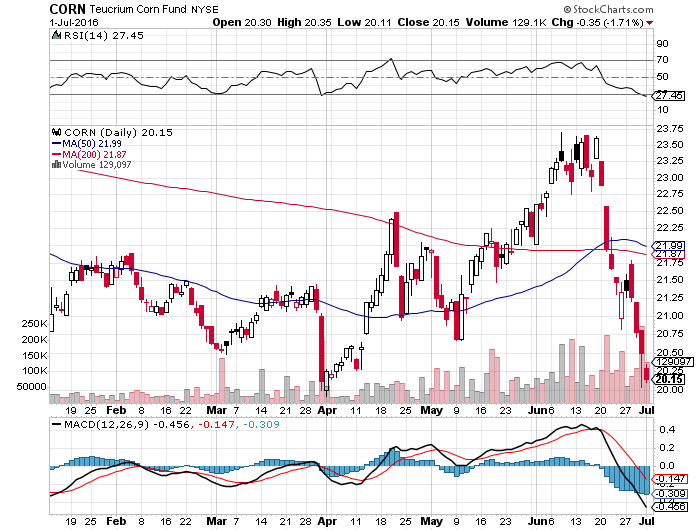 CORN Teucrium Corn Fund NYSE © StockCharts.com
1-Jul-2016 Open 20.30 High 20.35 Low 20.11 Close 20.15 Volume 129.1K Chg -0.35 (-1.71%)
RSI(14) 27.45
90
70
50
30
27.45
10
CORN (Daily) 20.15
MA(50) 21.99
MA(200) 21.87
Volume 129,097
23.75
23.50
23.25
23.00
22.75
22.50
22.25
22.00
21.99
21.87
21.75
21.50
21.25
21.00
250K 20.75
200K
150K 20.50
129097
100K 20.25
20.15
50000 20.00
19 25 Feb 8 16 22 Mar 7 14 21 28 Apr 11 18 25 May 9 16 23 Jun 6 13 20 27 Jul
MACD(12,26,9) -0.456, -0.147, -0.309
0.4
0.2
0.0
-0.147
-0.309
-0.456
19 25 Feb 8 16 22 Mar 7 14 21 28 Apr 11 18 25 May 9 16 23 Jun 6 13 20 27 Jul